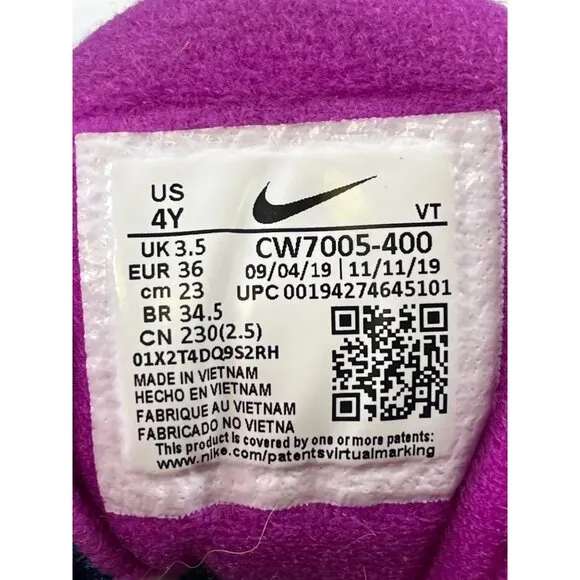 US
4Y
VT
UK 3.5
CW7005-400
EUR 36
09/04/19 | 11/11/19
cm 23
UPC 00194274645101
BR 34.5
CN 230(2.5)
01X2T4DQ9S2RH
MADE IN VIETNAM
HECHO EN VIETNAM
FABRIQUE AU VIETNAM
FABRICADO NO VIETNA
This product is covered by one or more patents:
www.nike.com/patentsvirtualmarking